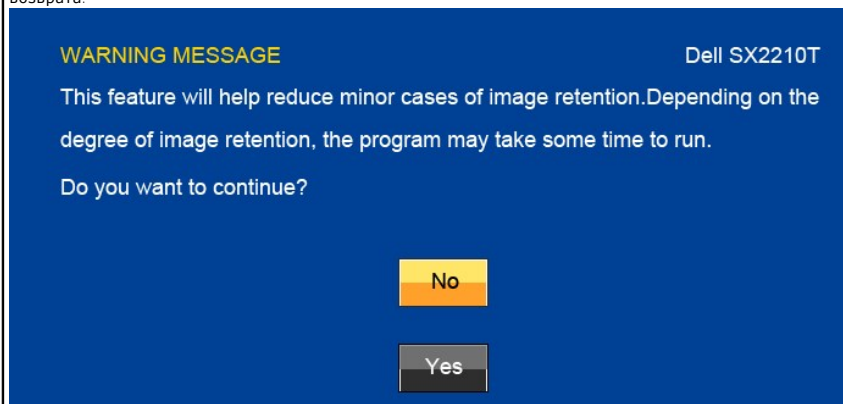 возврата.
WARNING MESSAGE Dell SX2210T
This feature will help reduce minor cases of image retention.Depending on the
degree of image retention, the program may take some time to run.
Do you want to continue?
No
Yes